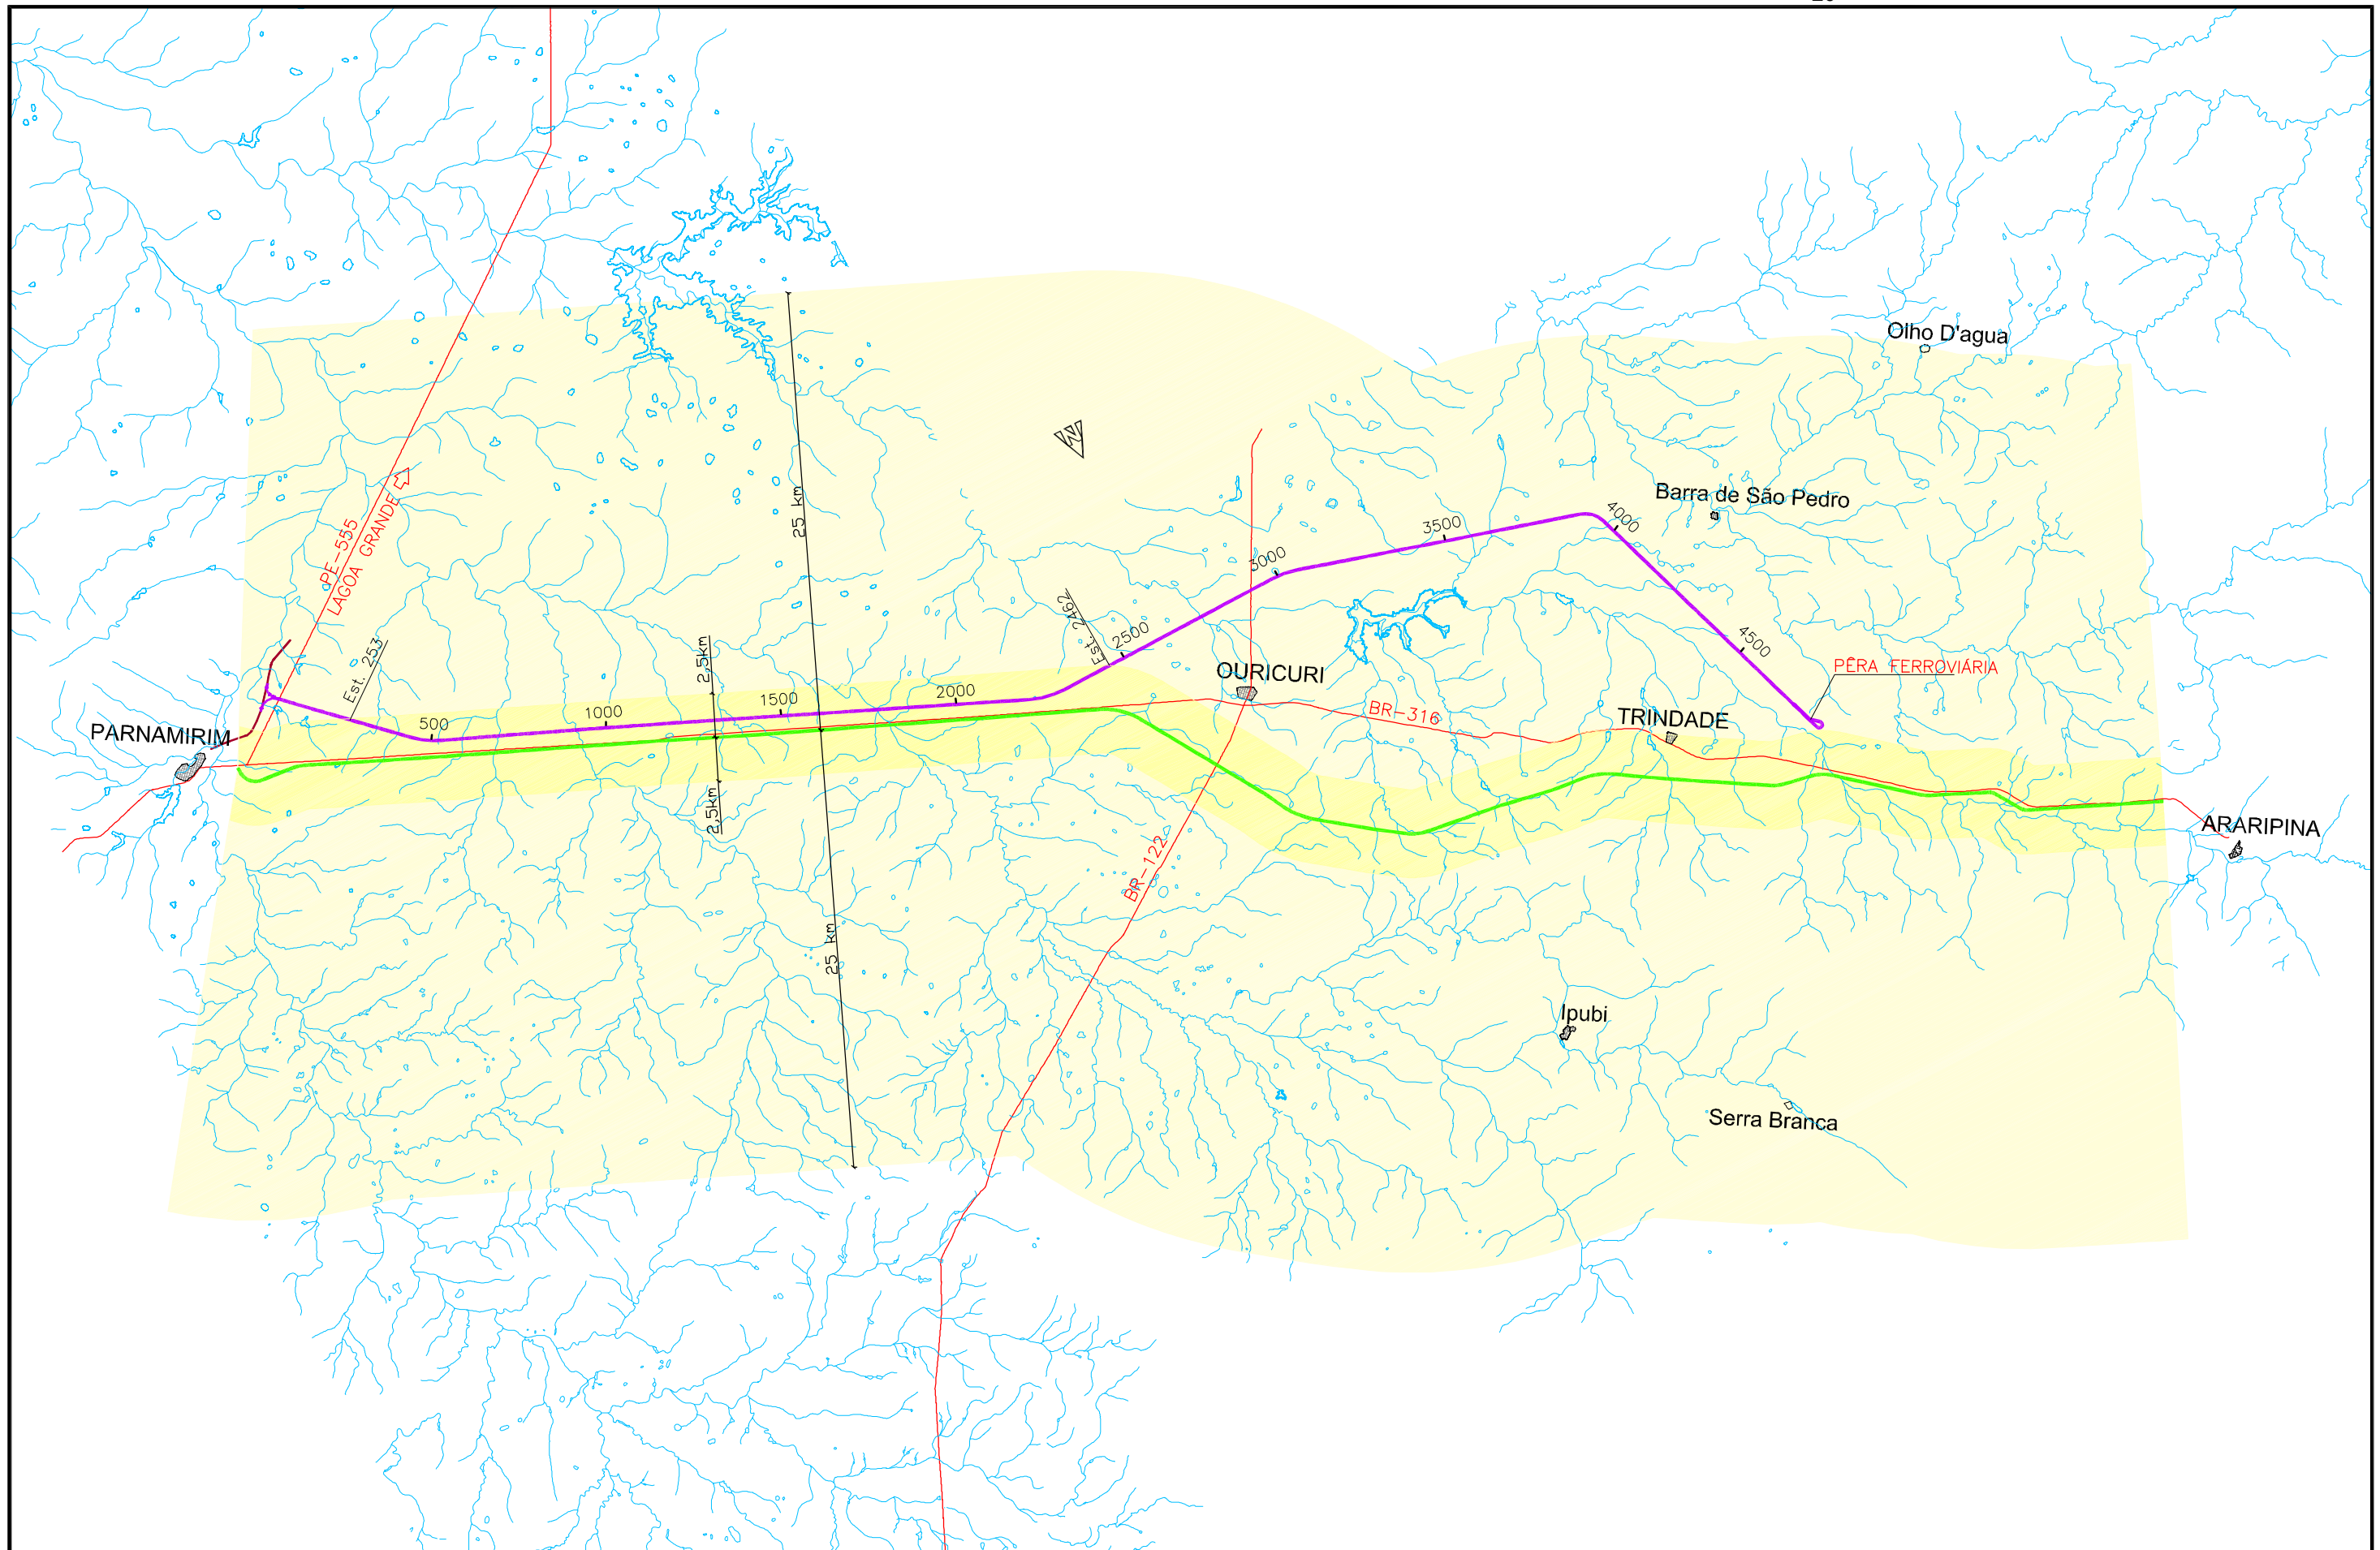 Olho D'agua
Barra de São Pedro
25 km
PE-555
LAGOA GRANDE
3500
4000
3000
Est. 2462
2500
4500
2,5km
Est. 253
PÊRA FERROVIÁRIA
OURICURI
2000
1500
1000
500
BR-316
TRINDADE
PARNAMIRIM
2,5km
ARARIPINA
BR-122
25 km
Ipubi
Serra Branca